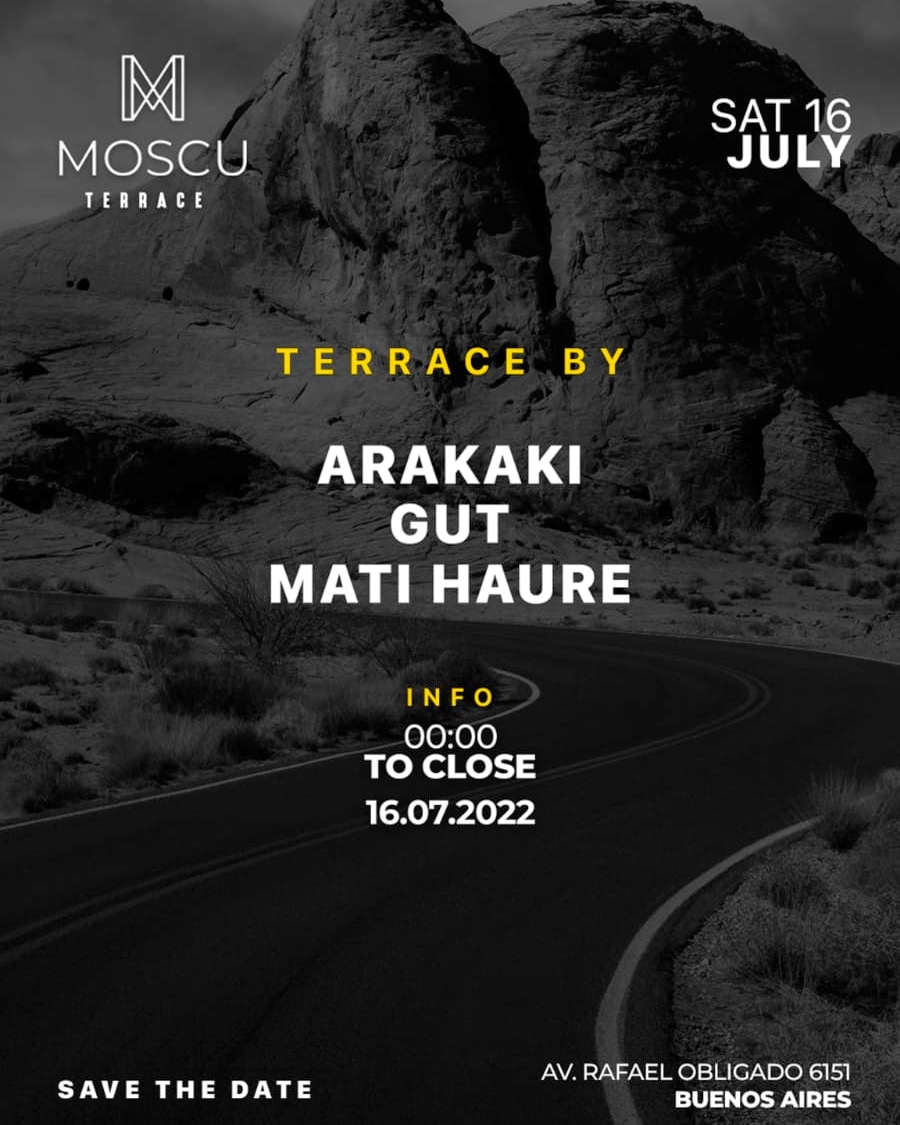 MOSCU
TERRACE
SAT 16
JULY
TERRACE BY
ARAKAKI
GUT
MATI HAURE
INFO
00:00
TO CLOSE
16.07.2022
SAVE THE DATE
AV. RAFAEL OBLIGADO 6151
BUENOS AIRES